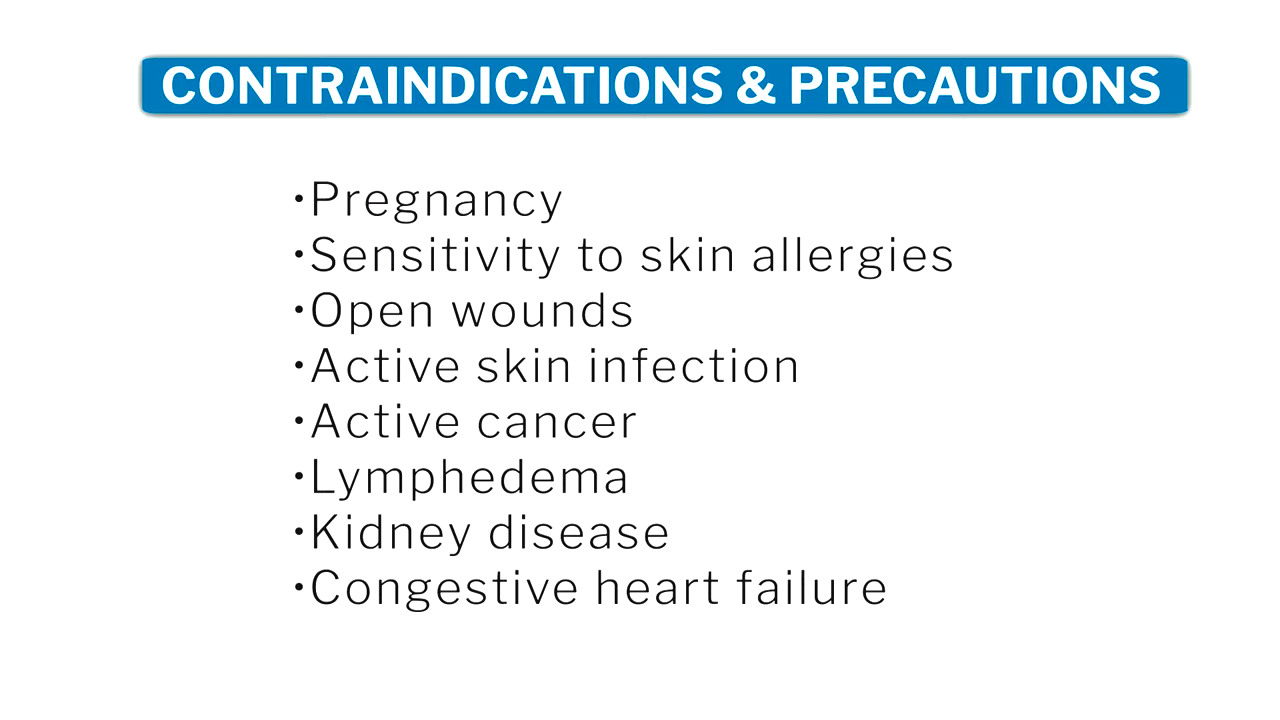 CONTRAINDICATIONS & PRECAUTIONS
•Pregnancy
•Sensitivity to skin allergies
•Open wounds
•Active skin infection
•Active cancer
•Lymphedema
•Kidney disease
•Congestive heart failure